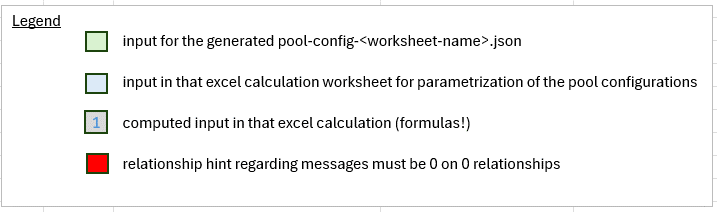 Legend
input for the generated pool-config-<worksheet-name>.json
input in that excel calculation worksheet for parametrization of the pool configurations
1 computed input in that excel calculation (formulas!)
relationship hint regarding messages must be 0 on 0 relationships